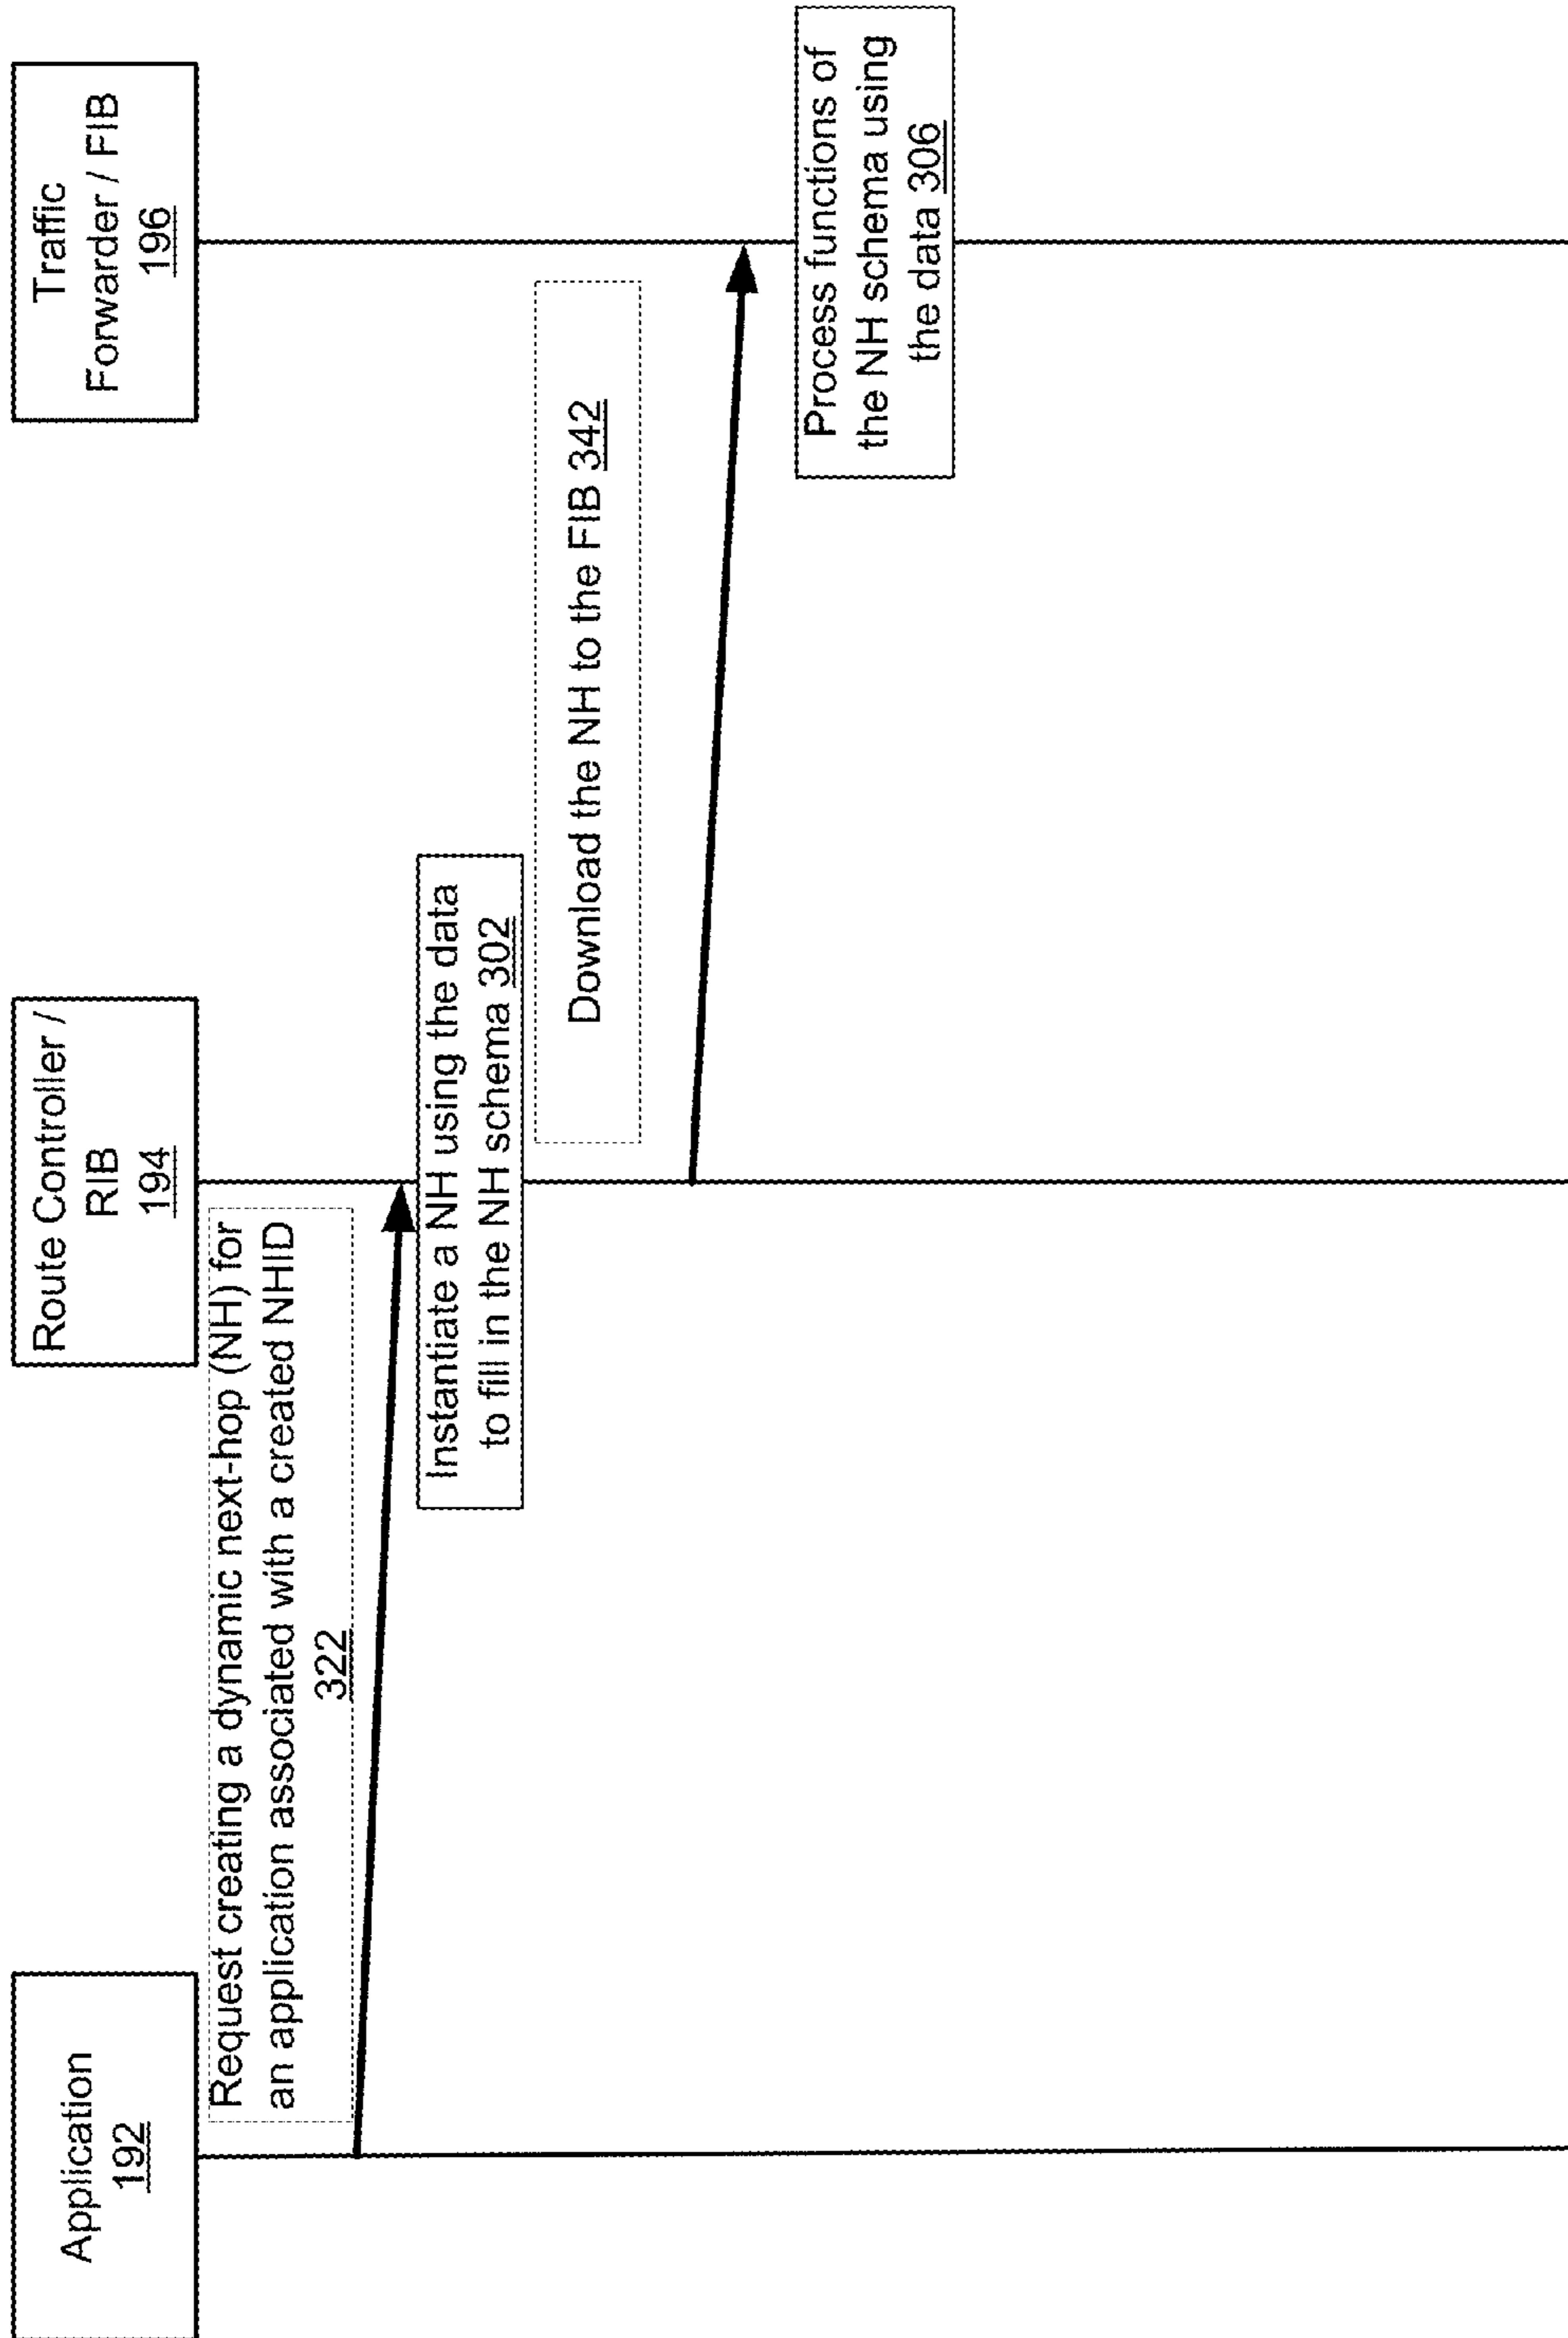 Application
192
Route Controller /
RIB
194
Traffic
Forwarder / FIB
196
Request creating a dynamic next-hop (NH) for
an application associated with a created NHID
322
Instantiate a NH using the data
to fill in the NH schema 302
Download the NH to the FIB 342
Process functions of
the NH schema using
the data 306